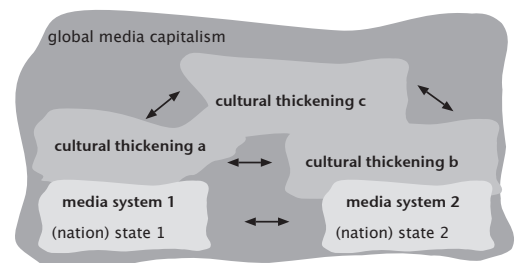 global media capitalism
cultural thickening c
cultural thickening a
cultural thickening b
media system 1
(nation) state 1
media system 2
(nation) state 2